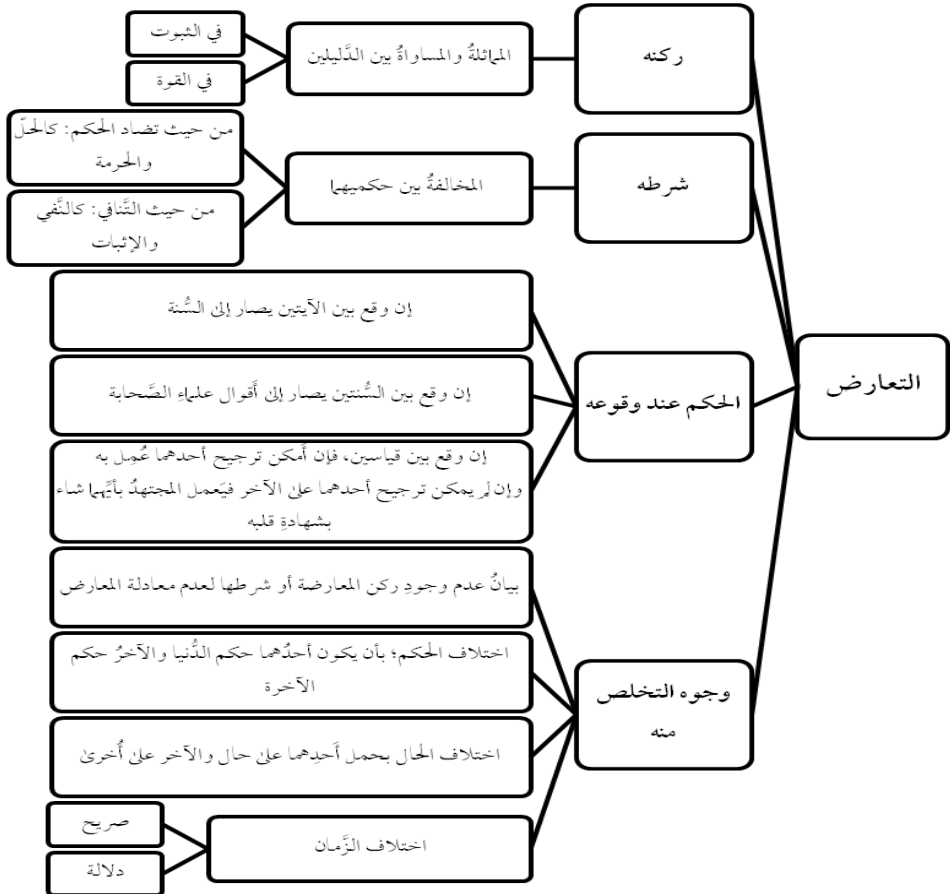 التعارض
ركنه
المماثلةُ والمساواةُ بين الدَّليلين
في الثبوت
في القوة
شرطه
المخالفةُ بين حكميهما
من حيث تضاد الحكم: كالحلّ
والحرمة
من حيث التَّنافي: كالنَّفي
والإثبات
الحكم عند وقوعه
إن وقع بين الآيتين يصار إلى السُّنة
إن وقع بين السُّنتين يصار إلى أَقوال علماءِ الصَّحابة
إن وقع بين قياسين، فإن أَمكن ترجيح أحدهما عُمِل به
وإن لم يمكن ترجيح أحدهما على الآخر فيَعمل المجتهدُ بأيِّهما شاء
بشهادةِ قلبه
وجوه التخلص
منه
بيانُ عدم وجودِ ركن المعارضة أو شرطها لعدم معادلة المعارض
اختلاف الحكم؛ بأن يكون أحدُهما حكم الدُّنيا والآخرُ حكم
الآخرة
اختلاف الحال بحمل أَحدِهما على حال والآخر على أُخرى
اختلاف الزَّمان
صريح
دلالة